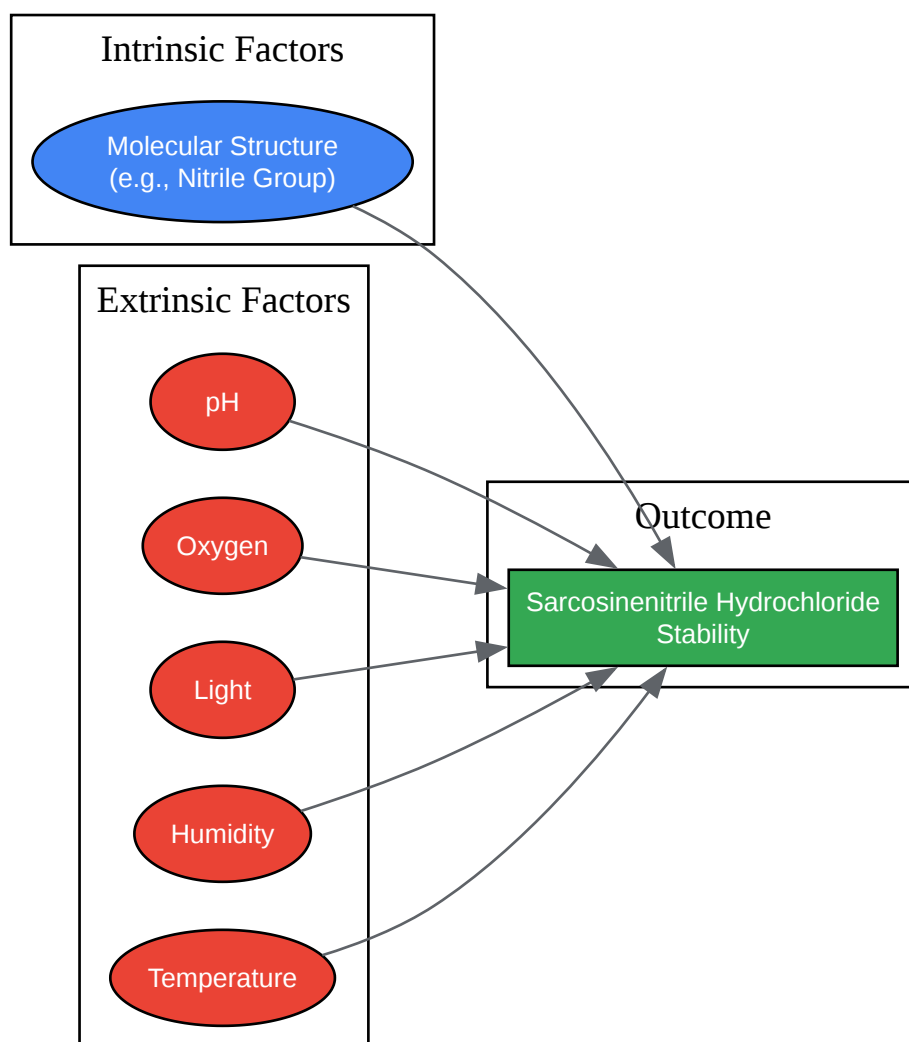 Intrinsic Factors
Molecular Structure
(e.g., Nitrile Group)
Extrinsic Factors
pH
Oxygen
Light
Humidity
Temperature
Outcome
Sarcosinenitrile Hydrochloride
Stability